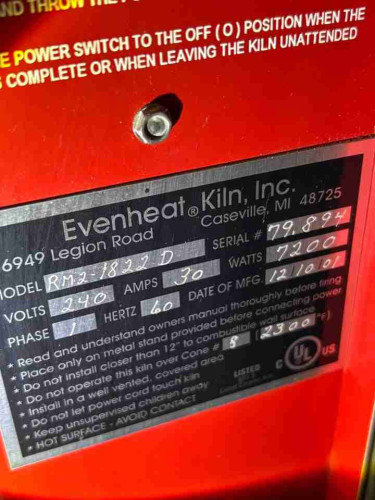 AND THROW THE
POWER SWITCH TO THE OFF ( O ) POSITION WHEN THE
COMPLETE OR WHEN LEAVING THE KILN UNATTENDED
Evenheat® Kiln, Inc.
6949 Legion Road Caseville, MI 48725
MODEL RM2-1822 D SERIAL # 79,894
VOLTS 240 AMPS 30 WATTS 7200
PHASE 1 HERTZ 60 DATE OF MFG. 12/10/01
* Read and understand owners manual thoroughly before firing
* Place only on metal stand provided before connecting power.
* Do not install closer than 12" to combustible wall surface
* Do not operate this kiln over Cone # 8 (2300 °F)
* Install in a well vented, covered area
* Do not let power cord touch kiln
* Keep unsupervised children away
* HOT SURFACE - AVOID CONTACT
C UL US
LISTED